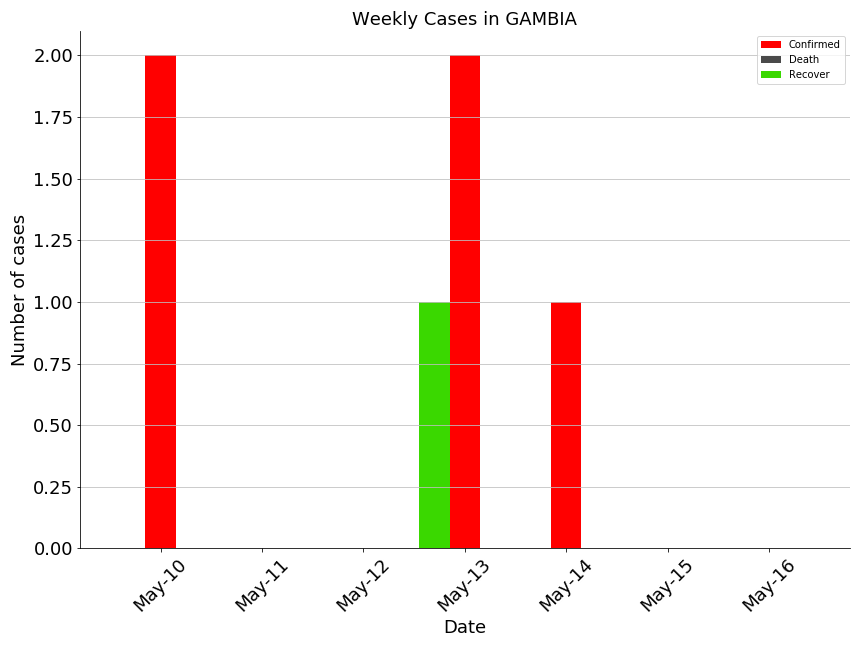 Weekly Cases in GAMBIA
Confirmed
Death
Recover
Number of cases
2.00
1.75
1.50
1.25
1.00
0.75
0.50
0.25
0.00
May-10
May-11
May-12
May-13
May-14
May-15
May-16
Date